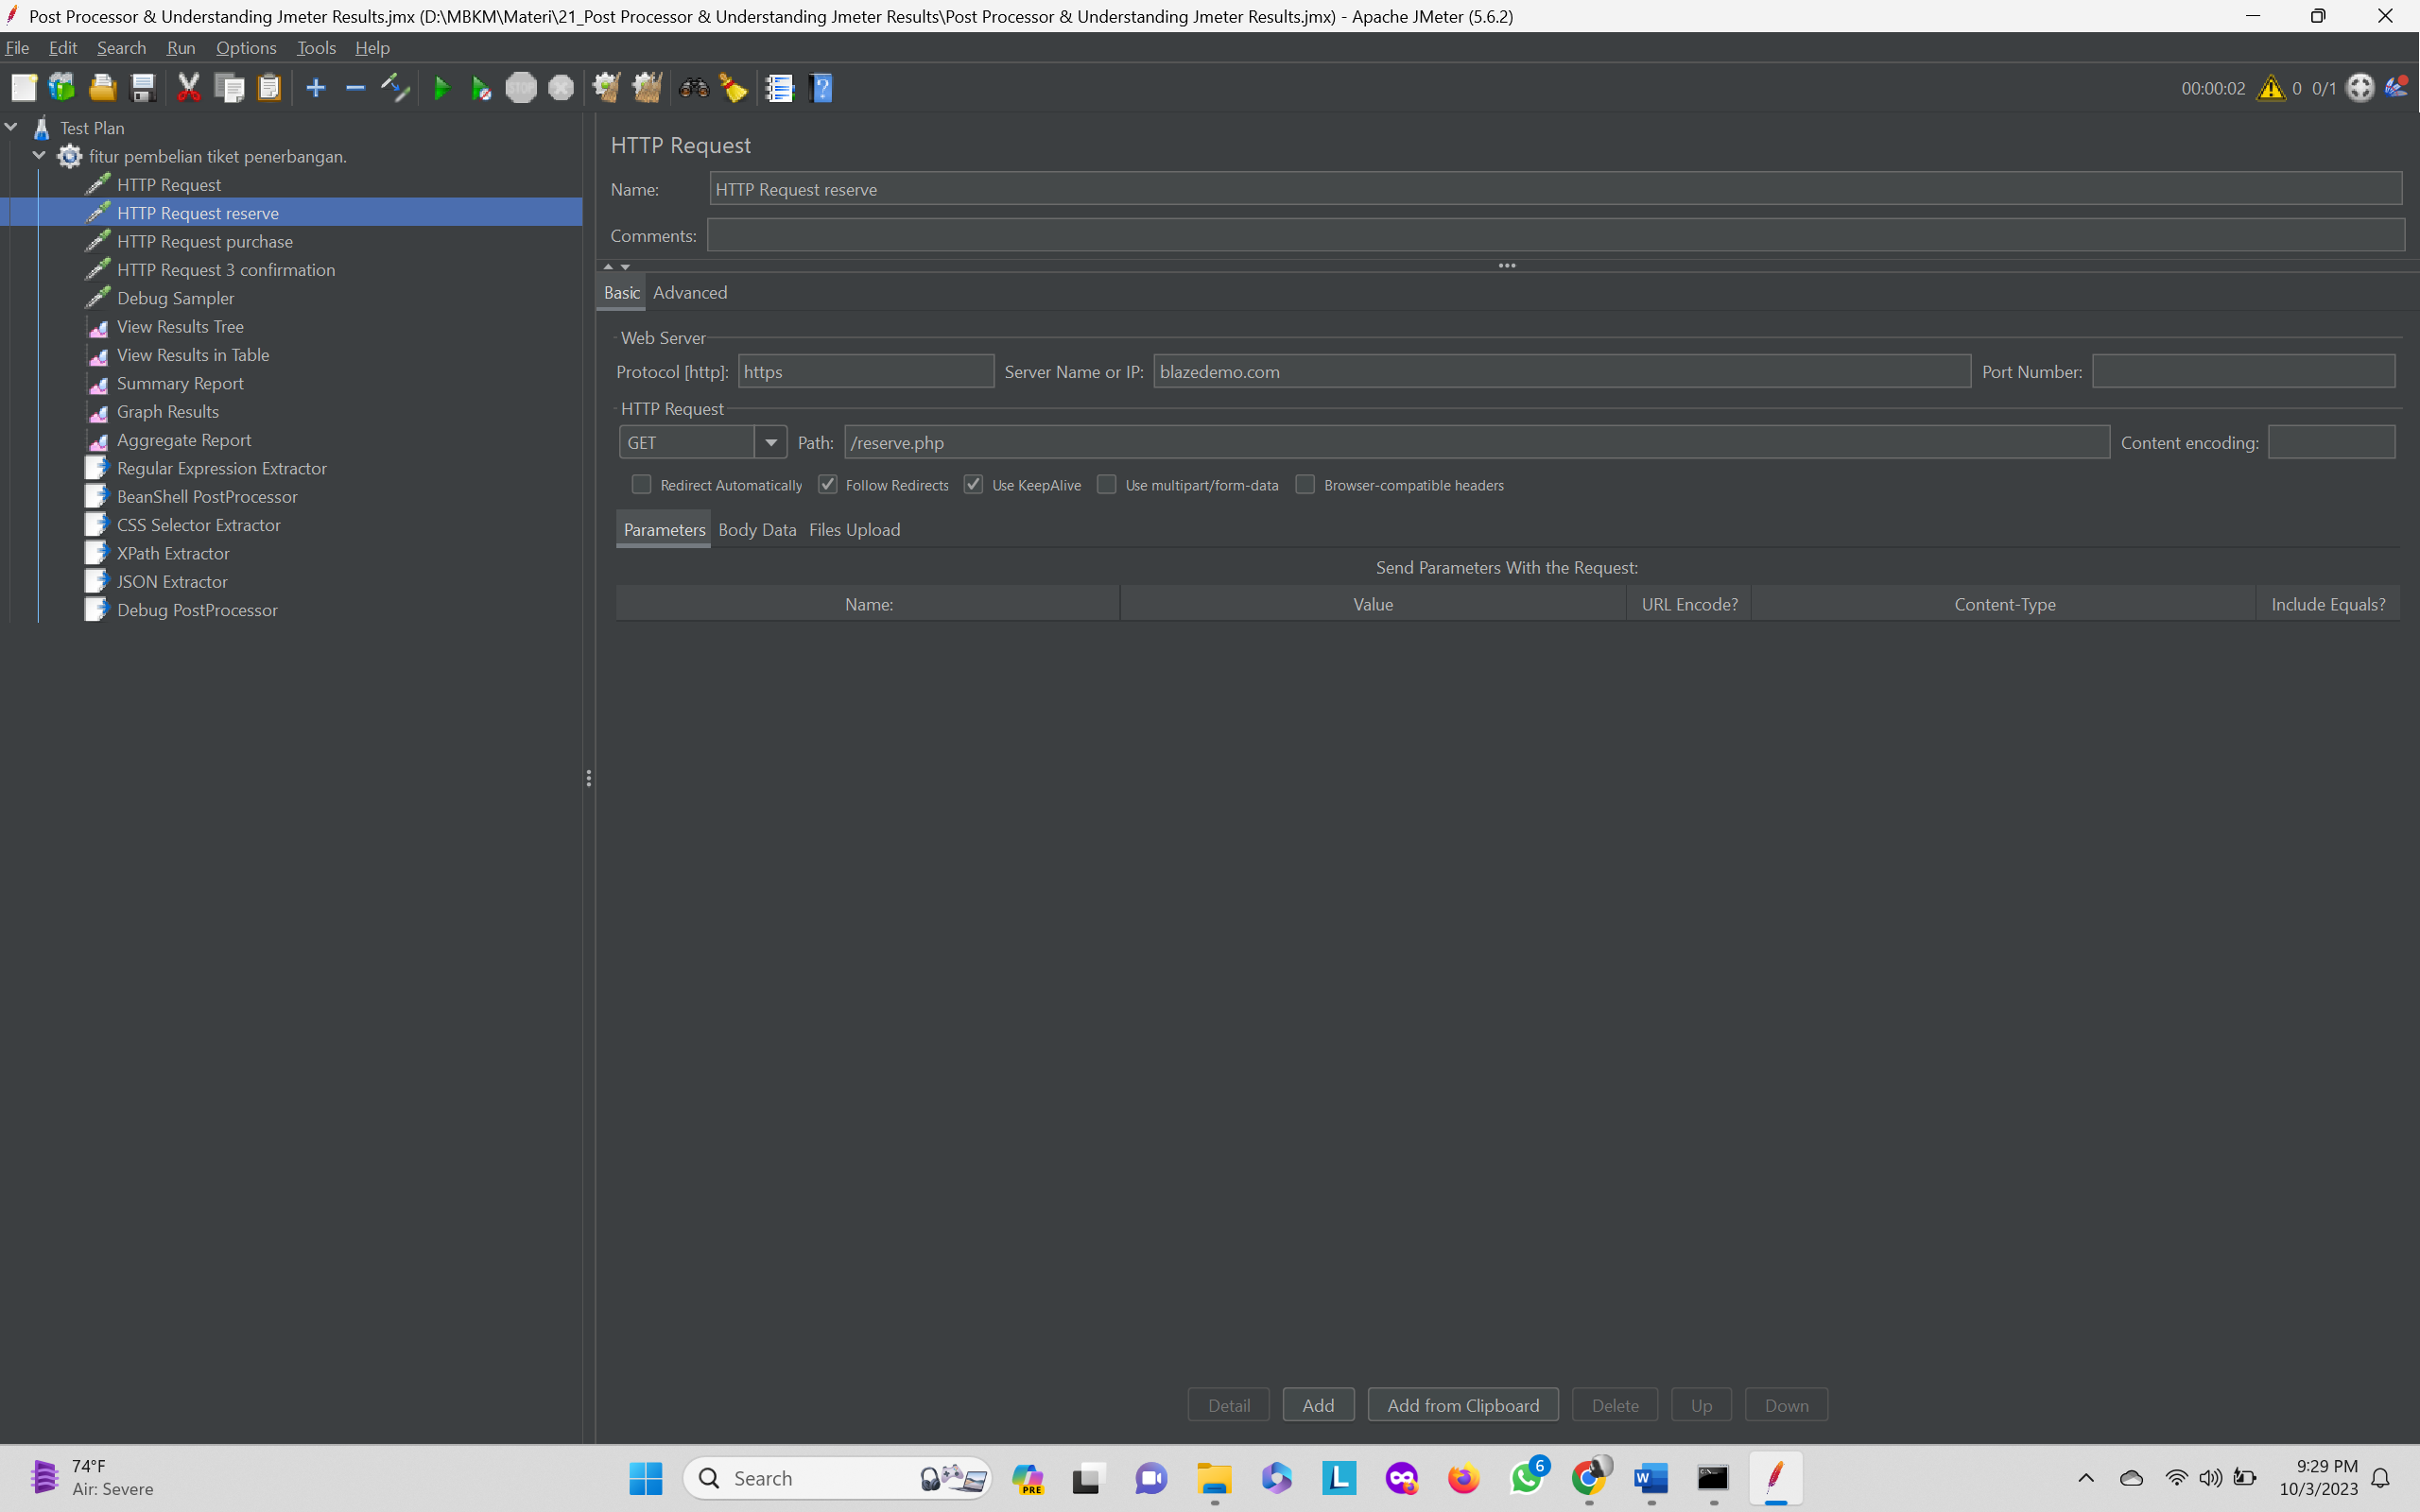 Post Processor & Understanding Jmeter Results.jmx (D:\MBKM\Materi\21_Post Processor & Understanding Jmeter Results\Post Processor & Understanding Jmeter Results.jmx) - Apache JMeter (5.6.2)
File Edit Search Run Options Tools Help
STOP 00:00:02 0 0/1
Test Plan
fitur pembelian tiket penerbangan.
HTTP Request
HTTP Request reserve
HTTP Request purchase
HTTP Request 3 confirmation
Debug Sampler
View Results Tree
View Results in Table
Summary Report
Graph Results
Aggregate Report
Regular Expression Extractor
BeanShell PostProcessor
CSS Selector Extractor
XPath Extractor
JSON Extractor
Debug PostProcessor
HTTP Request
Name: HTTP Request reserve
Comments:
Basic Advanced
Web Server
Protocol [http]: https Server Name or IP: blazedemo.com Port Number:
HTTP Request
GET Path: /reserve.php Content encoding:
Redirect Automatically Follow Redirects Use KeepAlive Use multipart/form-data Browser-compatible headers
Parameters Body Data Files Upload
Send Parameters With the Request:
Name: Value URL Encode? Content-Type Include Equals?
Detail Add Add from Clipboard Delete Up Down
74°F
Air: Severe
Search
PRE
L
6
W
9:29 PM
10/3/2023